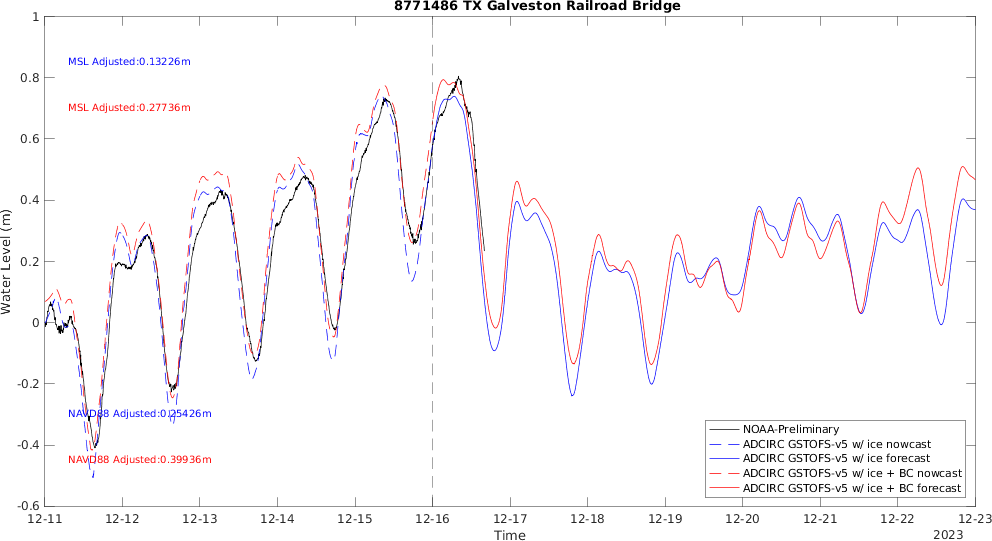 8771486 TX Galveston Railroad Bridge
1
0.8
0.6
0.4
0.2
0
-0.2
-0.4
-0.6
Water Level (m)
MSL Adjusted:0.13226m
MSL Adjusted:0.27736m
NAVD88 Adjusted:0.25426m
NAVD88 Adjusted:0.39936m
NOAA-Preliminary
ADCIRC GSTOFS-v5 w/ ice nowcast
ADCIRC GSTOFS-v5 w/ ice forecast
ADCIRC GSTOFS-v5 w/ ice + BC nowcast
ADCIRC GSTOFS-v5 w/ ice + BC forecast
12-11 12-12 12-13 12-14 12-15 12-16 12-17 12-18 12-19 12-20 12-21 12-22 12-23
Time
2023